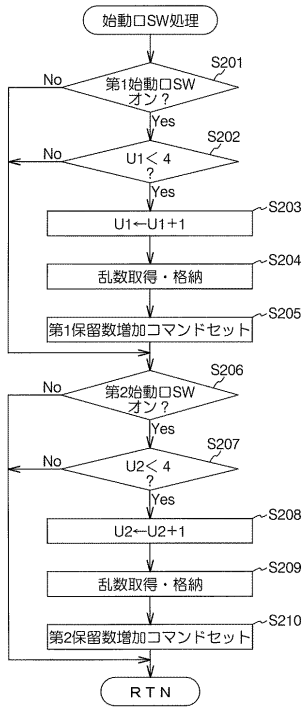 始動口SW処理
S201
No
第1始動口SW
オン？
Yes
S202
No
U1＜4
？
Yes
S203
U1←U1＋1
S204
乱数取得・格納
S205
第1保留数増加コマンドセット
S206
No
第2始動口SW
オン？
Yes
S207
No
U2＜4
？
Yes
S208
U2←U2＋1
S209
乱数取得・格納
S210
第2保留数増加コマンドセット
RTN